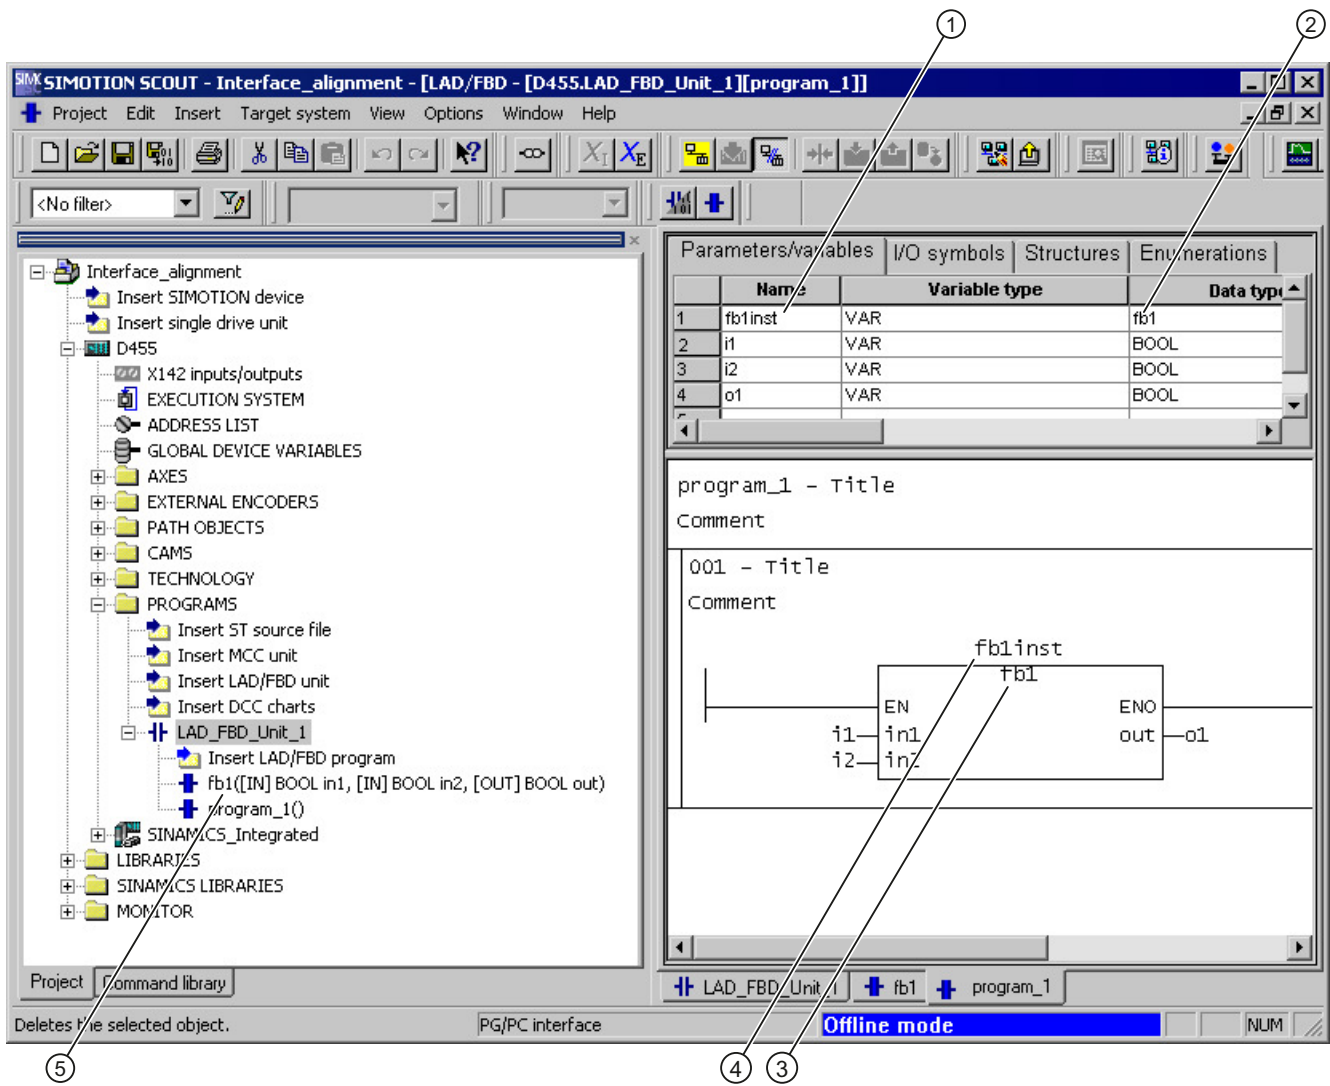 1
2
SIMOTION SCOUT - Interface_alignment - [LAD/FBD - [D455.LAD_FBD_Unit_1][program_1]]
Project Edit Insert Target system View Options Window Help
<No filter>
Interface_alignment
Insert SIMOTION device
Insert single drive unit
D455
X142 inputs/outputs
EXECUTION SYSTEM
ADDRESS LIST
GLOBAL DEVICE VARIABLES
AXES
EXTERNAL ENCODERS
PATH OBJECTS
CAMS
TECHNOLOGY
PROGRAMS
Insert ST source file
Insert MCC unit
Insert LAD/FBD unit
Insert DCC charts
LAD_FBD_Unit_1
Insert LAD/FBD program
fb1([IN] BOOL in1, [IN] BOOL in2, [OUT] BOOL out)
program_1()
SINAMICS_Integrated
LIBRARIES
SINAMICS LIBRARIES
MONITOR
Project Command library
Parameters/variables I/O symbols Structures Enumerations
Name Variable type Data type
1 fb1inst VAR fb1
2 i1 VAR BOOL
3 i2 VAR BOOL
4 o1 VAR BOOL
program_1 - Title
Comment
001 - Title
Comment
fb1inst
fb1
EN ENO
i1 in1 out o1
i2 in2
LAD_FBD_Unit_1 fb1 program_1
Deletes the selected object. PG/PC interface Offline mode NUM
5
4
3